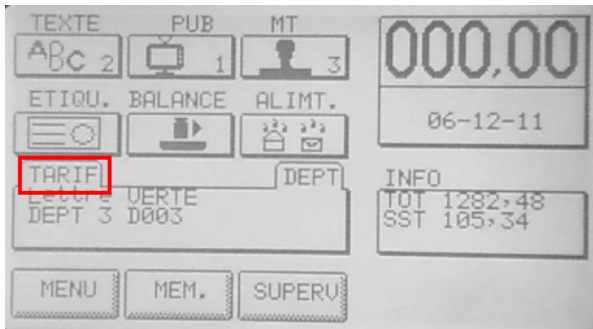 TEXTE PUB MT
ABC 2 1 3
000,00
ETIQU. BALANCE ALIMT.
06-12-11
TARIF DEPT
Lettre VERTE
DEPT 3 D003
INFO
TOT 1282,48
SST 105,34
MENU MEM. SUPERV